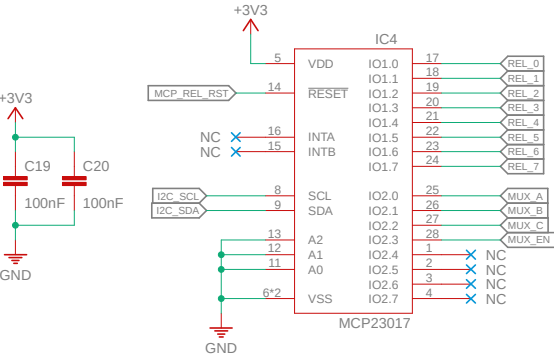 +3V3
IC4
5 VDD
IO1.0 17 REL_0
IO1.1 18 REL_1
MCP_REL_RST 14 RESET
IO1.2 19 REL_2
IO1.3 20 REL_3
IO1.4 21 REL_4
NC 16 INTA
IO1.5 22 REL_5
NC 15 INTB
IO1.6 23 REL_6
IO1.7 24 REL_7
I2C_SCL 8 SCL
IO2.0 25 MUX_A
I2C_SDA 9 SDA
IO2.1 26 MUX_B
IO2.2 27 MUX_C
13 A2
IO2.3 28 MUX_EN
12 A1
IO2.4 1 NC
11 A0
IO2.5 2 NC
IO2.6 3 NC
6*2 VSS
IO2.7 4 NC
MCP23017
GND
+3V3
C19
100nF
C20
100nF
GND